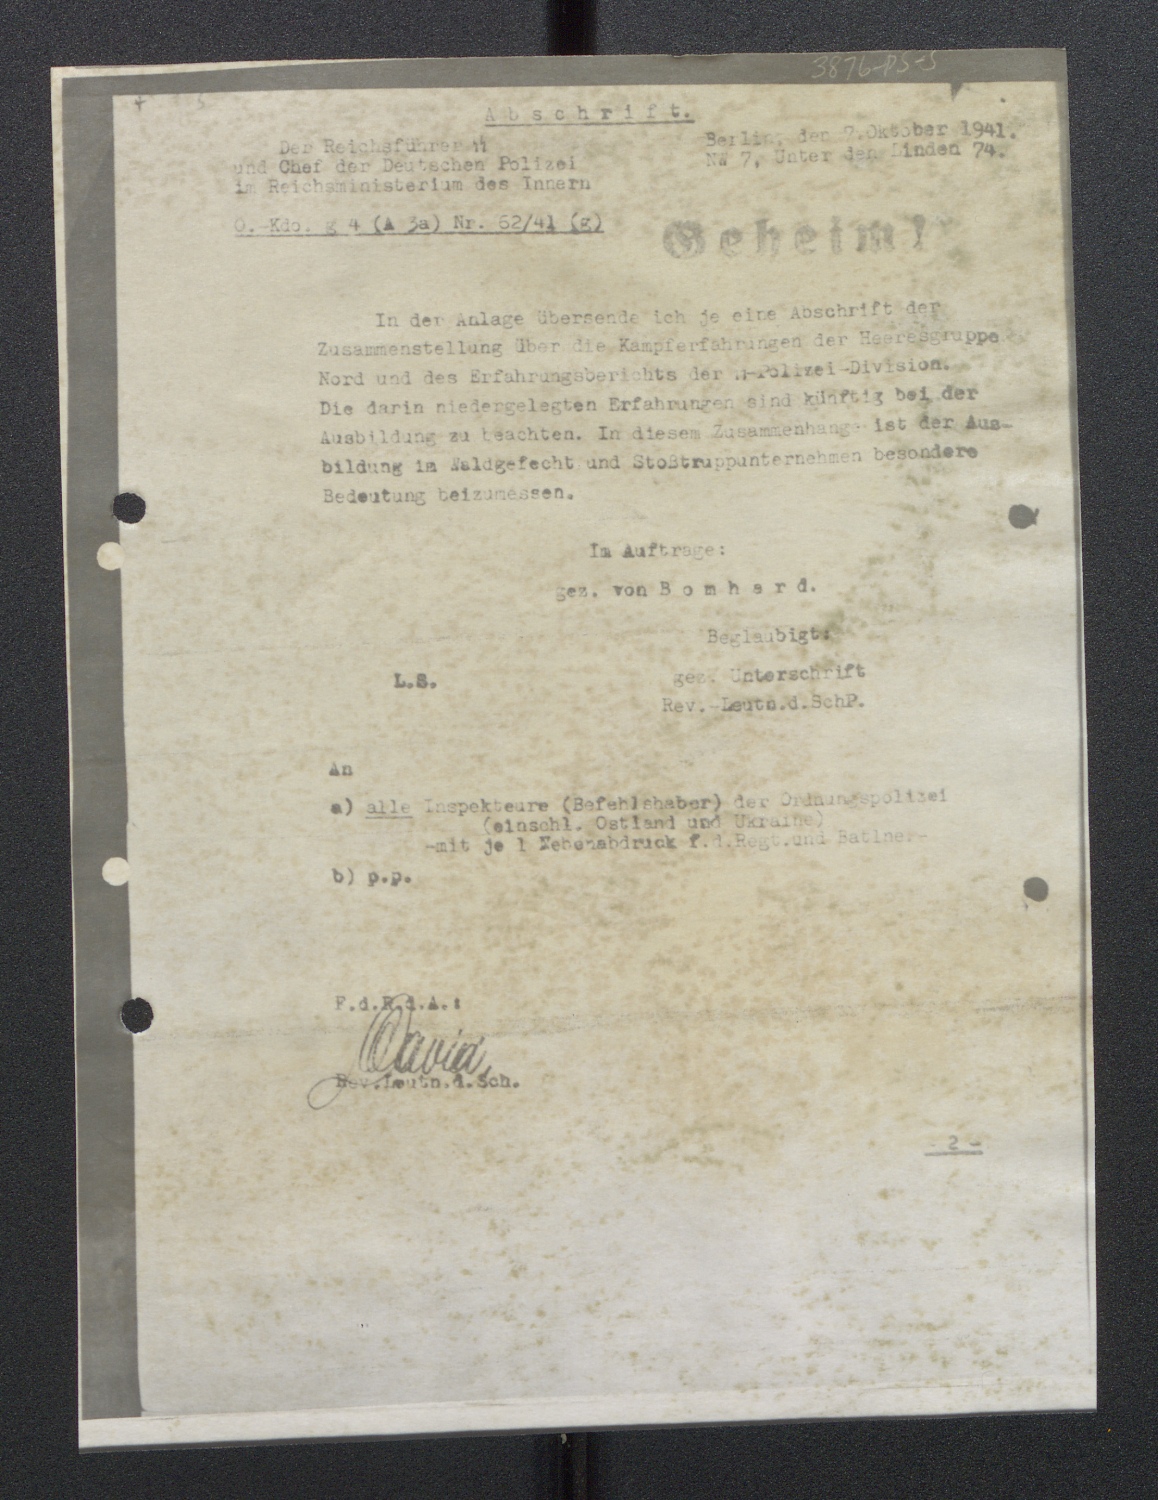 3876-PS-5
A b s c h r i f t.
Der Reichsführer SS
und Chef der Deutschen Polizei
im Reichsministerium des Innern
Berlin, den 7. Oktober 1941.
NW 7, Unter den Linden 74.
O.-Kdo. g 4 (A 3a) Nr. 62/41 (g)
Geheim!
In der Anlage übersende ich je eine Abschrift der
Zusammenstellung über die Kampferfahrungen der Heeresgruppe
Nord und des Erfahrungsberichts der SS-Polizei-Division.
Die darin niedergelegten Erfahrungen sind künftig bei der
Ausbildung zu beachten. In diesem Zusammenhange ist der Aus-
bildung im Waldgefecht und Stoßtruppunternehmen besondere
Bedeutung beizumessen.
Im Auftrage:
gez. von B o m h a r d.
Beglaubigt:
L.S.
gez. Unterschrift
Rev.-Leutn.d.SchP.
An
a) alle Inspekteure (Befehlshaber) der Ordnungspolizei
(einschl. Ostland und Ukraine)
-mit je 1 Nebenabdruck f.d.Regt.und Batlne.-
b) p.p.
F.d.R.d.A.:
David
Rev.Leutn.d.Sch.
- 2 -